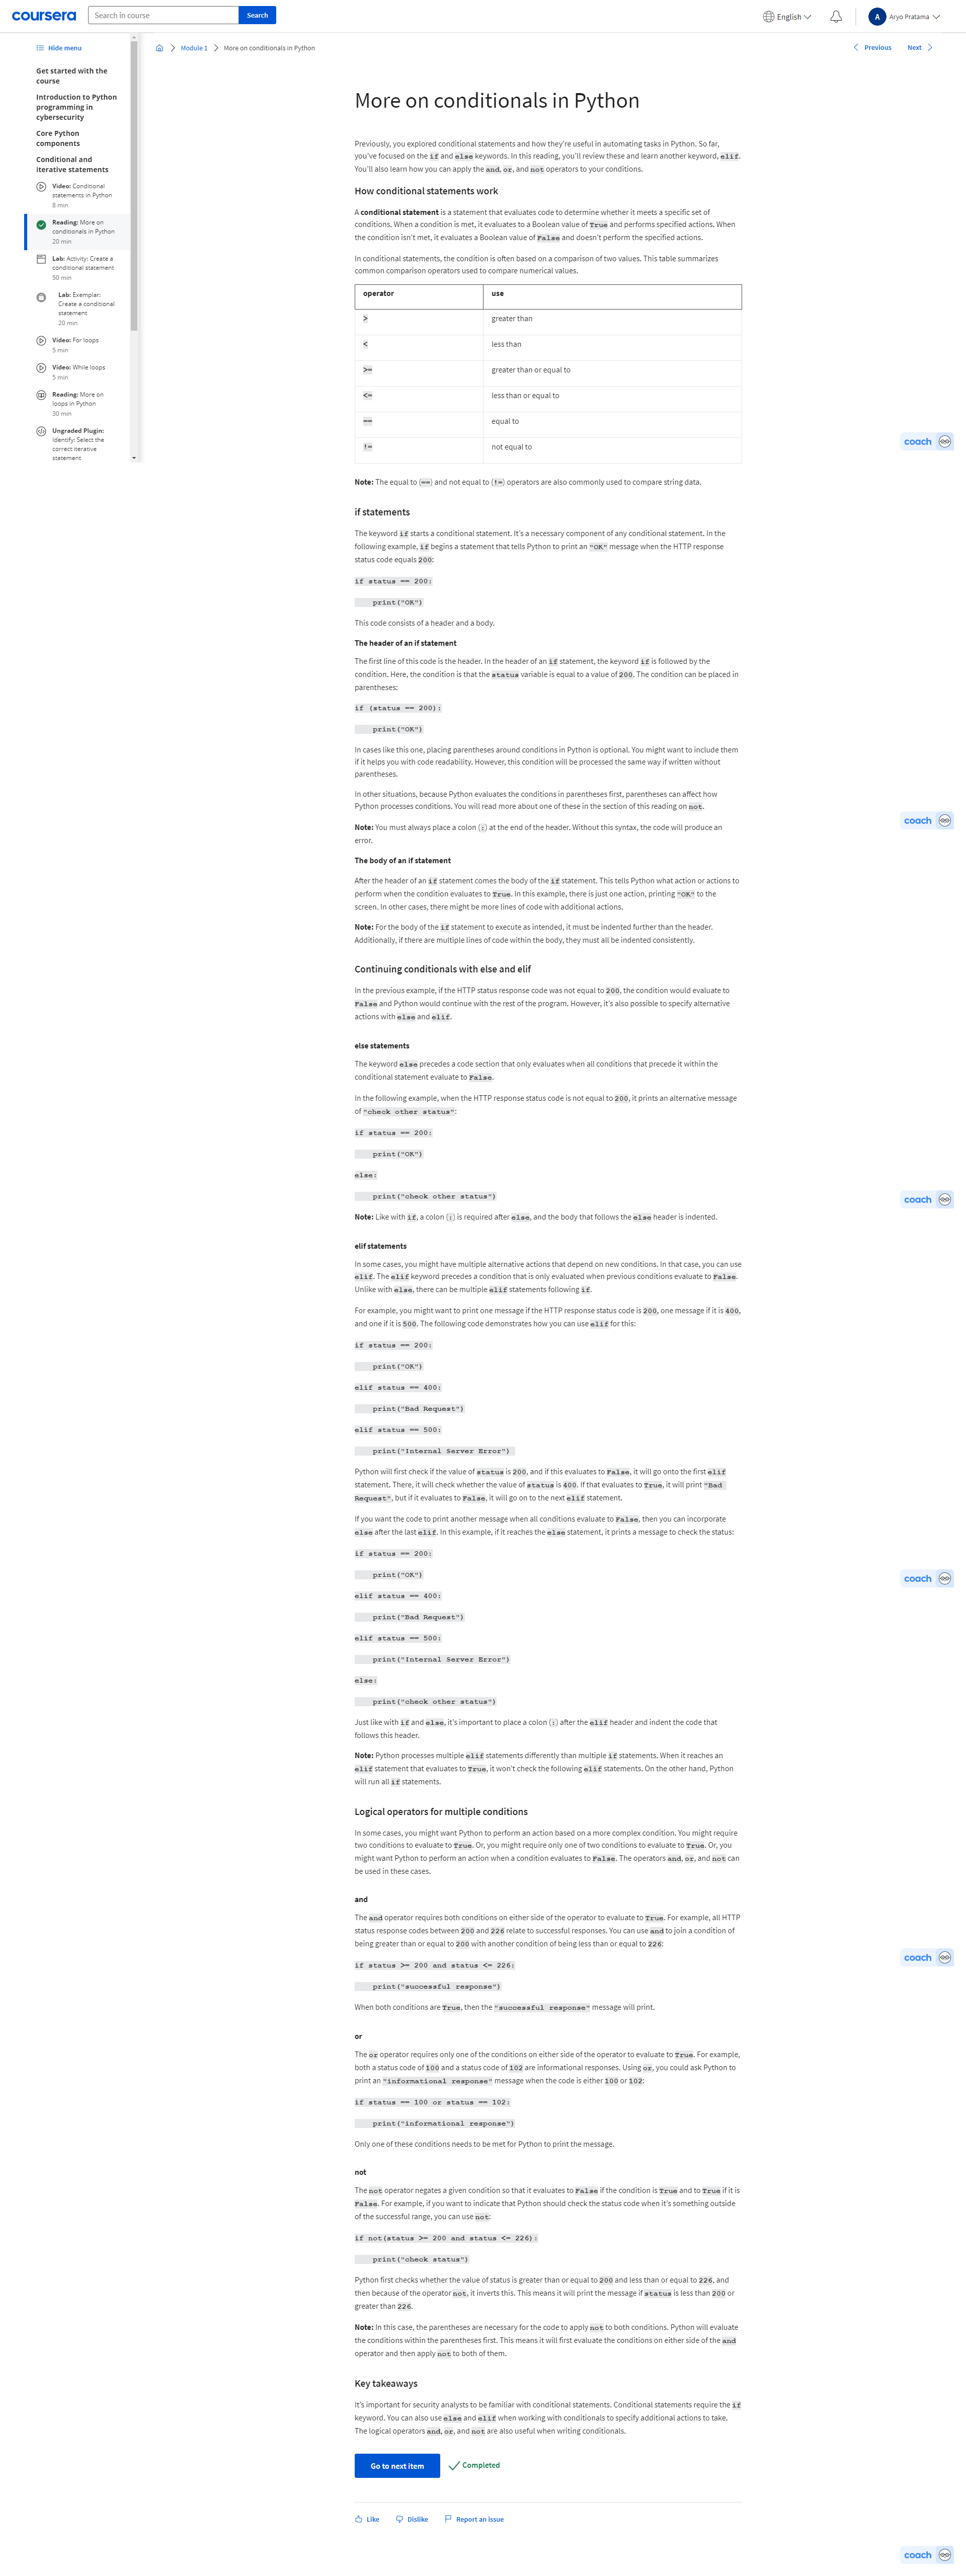 coursera
Search in course
Search
English
A
Aryo Pratama
Hide menu
Get started with the
course
Introduction to Python
programming in
cybersecurity
Core Python
components
Conditional and
iterative statements
Video: Conditional
statements in Python
8 min
Reading: More on
conditionals in Python
20 min
Lab: Activity: Create a
conditional statement
50 min
Lab: Exemplar:
Create a conditional
statement
20 min
Video: For loops
5 min
Video: While loops
5 min
Reading: More on
loops in Python
30 min
Ungraded Plugin:
Identify: Select the
correct iterative
statement
Module 1
More on conditionals in Python
Previous
Next
More on conditionals in Python
Previously, you explored conditional statements and how they're useful in automating tasks in Python. So far,
you've focused on the if and else keywords. In this reading, you'll review these and learn another keyword, elif.
You'll also learn how you can apply the and, or, and not operators to your conditions.
How conditional statements work
A conditional statement is a statement that evaluates code to determine whether it meets a specific set of
conditions. When a condition is met, it evaluates to a Boolean value of True and performs specified actions. When
the condition isn't met, it evaluates a Boolean value of False and doesn't perform the specified actions.
In conditional statements, the condition is often based on a comparison of two values. This table summarizes
common comparison operators used to compare numerical values.
operator use
> greater than
< less than
>= greater than or equal to
<= less than or equal to
== equal to
!= not equal to
Note: The equal to (==) and not equal to (!=) operators are also commonly used to compare string data.
if statements
The keyword if starts a conditional statement. It's a necessary component of any conditional statement. In the
following example, if begins a statement that tells Python to print an "OK" message when the HTTP response
status code equals 200:
if status == 200:
    print("OK")
This code consists of a header and a body.
The header of an if statement
The first line of this code is the header. In the header of an if statement, the keyword if is followed by the
condition. Here, the condition is that the status variable is equal to a value of 200. The condition can be placed in
parentheses:
if (status == 200):
    print("OK")
In cases like this one, placing parentheses around conditions in Python is optional. You might want to include them
if it helps you with code readability. However, this condition will be processed the same way if written without
parentheses.
In other situations, because Python evaluates the conditions in parentheses first, parentheses can affect how
Python processes conditions. You will read more about one of these in the section of this reading on not.
Note: You must always place a colon (:) at the end of the header. Without this syntax, the code will produce an
error.
The body of an if statement
After the header of an if statement comes the body of the if statement. This tells Python what action or actions to
perform when the condition evaluates to True. In this example, there is just one action, printing "OK" to the
screen. In other cases, there might be more lines of code with additional actions.
Note: For the body of the if statement to execute as intended, it must be indented further than the header.
Additionally, if there are multiple lines of code within the body, they must all be indented consistently.
Continuing conditionals with else and elif
In the previous example, if the HTTP status response code was not equal to 200, the condition would evaluate to
False and Python would continue with the rest of the program. However, it's also possible to specify alternative
actions with else and elif.
else statements
The keyword else precedes a code section that only evaluates when all conditions that precede it within the
conditional statement evaluate to False.
In the following example, when the HTTP response status code is not equal to 200, it prints an alternative message
of "check other status":
if status == 200:
    print("OK")
else:
    print("check other status")
Note: Like with if, a colon (:) is required after else, and the body that follows the else header is indented.
elif statements
In some cases, you might have multiple alternative actions that depend on new conditions. In that case, you can use
elif. The elif keyword precedes a condition that is only evaluated when previous conditions evaluate to False.
Unlike with else, there can be multiple elif statements following if.
For example, you might want to print one message if the HTTP response status code is 200, one message if it is 400,
and one if it is 500. The following code demonstrates how you can use elif for this:
if status == 200:
    print("OK")
elif status == 400:
    print("Bad Request")
elif status == 500:
    print("Internal Server Error")
Python will first check if the value of status is 200, and if this evaluates to False, it will go onto the first elif
statement. There, it will check whether the value of status is 400. If that evaluates to True, it will print "Bad
Request", but if it evaluates to False, it will go on to the next elif statement.
If you want the code to print another message when all conditions evaluate to False, then you can incorporate
else after the last elif. In this example, if it reaches the else statement, it prints a message to check the status:
if status == 200:
    print("OK")
elif status == 400:
    print("Bad Request")
elif status == 500:
    print("Internal Server Error")
else:
    print("check other status")
Just like with if and else, it's important to place a colon (:) after the elif header and indent the code that
follows this header.
Note: Python processes multiple elif statements differently than multiple if statements. When it reaches an
elif statement that evaluates to True, it won't check the following elif statements. On the other hand, Python
will run all if statements.
Logical operators for multiple conditions
In some cases, you might want Python to perform an action based on a more complex condition. You might require
two conditions to evaluate to True. Or, you might require only one of two conditions to evaluate to True. Or, you
might want Python to perform an action when a condition evaluates to False. The operators and, or, and not can
be used in these cases.
and
The and operator requires both conditions on either side of the operator to evaluate to True. For example, all HTTP
status response codes between 200 and 226 relate to successful responses. You can use and to join a condition of
being greater than or equal to 200 with another condition of being less than or equal to 226:
if status >= 200 and status <= 226:
    print("successful response")
When both conditions are True, then the "successful response" message will print.
or
The or operator requires only one of the conditions on either side of the operator to evaluate to True. For example,
both a status code of 100 and a status code of 102 are informational responses. Using or, you could ask Python to
print an "informational response" message when the code is either 100 or 102:
if status == 100 or status == 102:
    print("informational response")
Only one of these conditions needs to be met for Python to print the message.
not
The not operator negates a given condition so that it evaluates to False if the condition is True and to True if it is
False. For example, if you want to indicate that Python should check the status code when it's something outside
of the successful range, you can use not:
if not(status >= 200 and status <= 226):
    print("check status")
Python first checks whether the value of status is greater than or equal to 200 and less than or equal to 226, and
then because of the operator not, it inverts this. This means it will print the message if status is less than 200 or
greater than 226.
Note: In this case, the parentheses are necessary for the code to apply not to both conditions. Python will evaluate
the conditions within the parentheses first. This means it will first evaluate the conditions on either side of the and
operator and then apply not to both of them.
Key takeaways
It's important for security analysts to be familiar with conditional statements. Conditional statements require the if
keyword. You can also use else and elif when working with conditionals to specify additional actions to take.
The logical operators and, or, and not are also useful when writing conditionals.
Go to next item
Completed
Like
Dislike
Report an issue
coach
coach
coach
coach
coach
coach